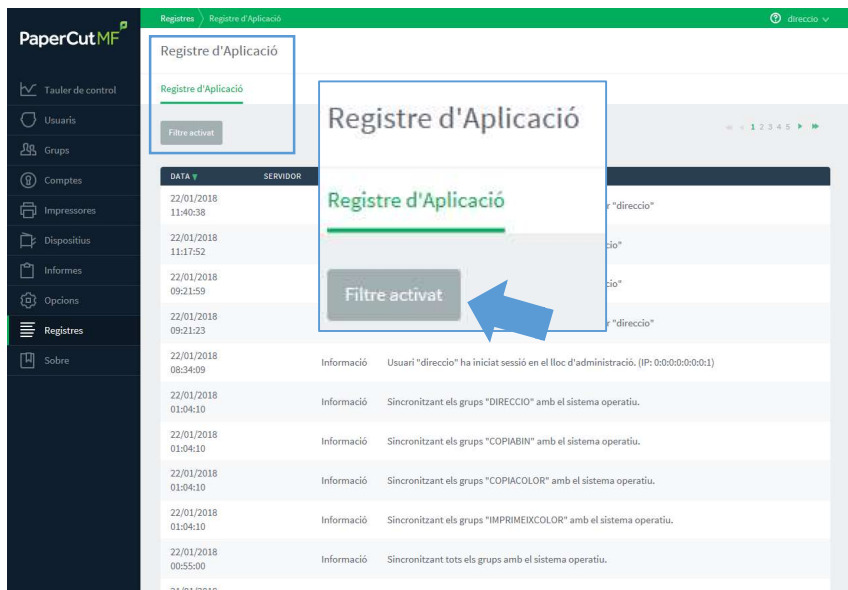 PaperCut MF
Registres Registre d'Aplicació
direccio
Registre d'Aplicació
Registre d'Aplicació
Filtre activat
1 2 3 4 5
Tauler de control
Usuaris
Grups
Comptes
Impressores
Dispositius
Informes
Opcions
Registres
Sobre
Registre d'Aplicació
Registre d'Aplicació
Filtre activat
DATA SERVIDOR
22/01/2018
11:40:38
"direccio"
22/01/2018
11:17:52
22/01/2018
09:21:59
22/01/2018
09:21:23
"direccio"
22/01/2018
08:34:09
Informació Usuari "direccio" ha iniciat sessió en el lloc d'administració. (IP: 0:0:0:0:0:0:0:1)
22/01/2018
01:04:10
Informació Sincronitzant els grups "DIRECCIO" amb el sistema operatiu.
22/01/2018
01:04:10
Informació Sincronitzant els grups "COPIABIN" amb el sistema operatiu.
22/01/2018
01:04:10
Informació Sincronitzant els grups "COPIACOLOR" amb el sistema operatiu.
22/01/2018
01:04:10
Informació Sincronitzant els grups "IMPRIMEIXCOLOR" amb el sistema operatiu.
22/01/2018
00:55:00
Informació Sincronitzant tots els grups amb el sistema operatiu.